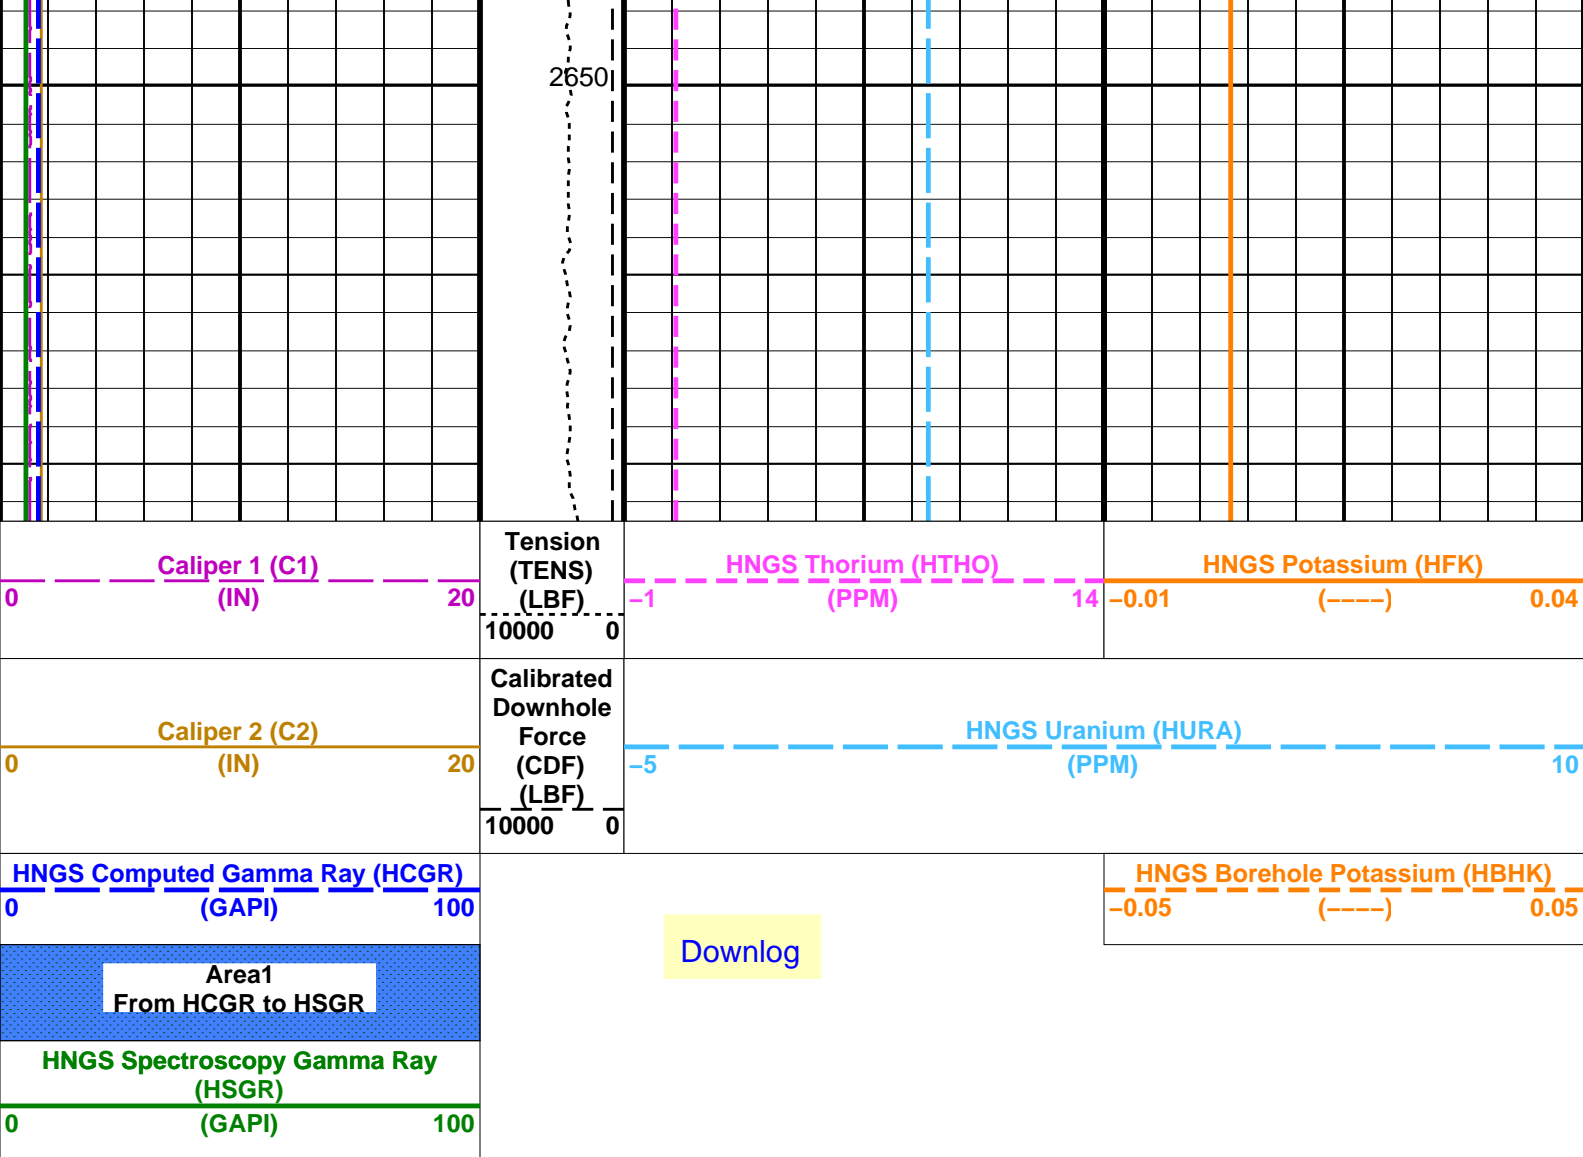 2650
Caliper 1 (C1)
0 (IN) 20
Tension
(TENS)
(LBF)
10000 0
HNGS Thorium (HTHO)
−1 (PPM) 14
HNGS Potassium (HFK)
−0.01 (−−−−) 0.04
Caliper 2 (C2)
0 (IN) 20
Calibrated
Downhole
Force
(CDF)
(LBF)
10000 0
HNGS Uranium (HURA)
−5 (PPM) 10
HNGS Computed Gamma Ray (HCGR)
0 (GAPI) 100
HNGS Borehole Potassium (HBHK)
−0.05 (−−−−) 0.05
Downlog
Area1
From HCGR to HSGR
HNGS Spectroscopy Gamma Ray
(HSGR)
0 (GAPI) 100